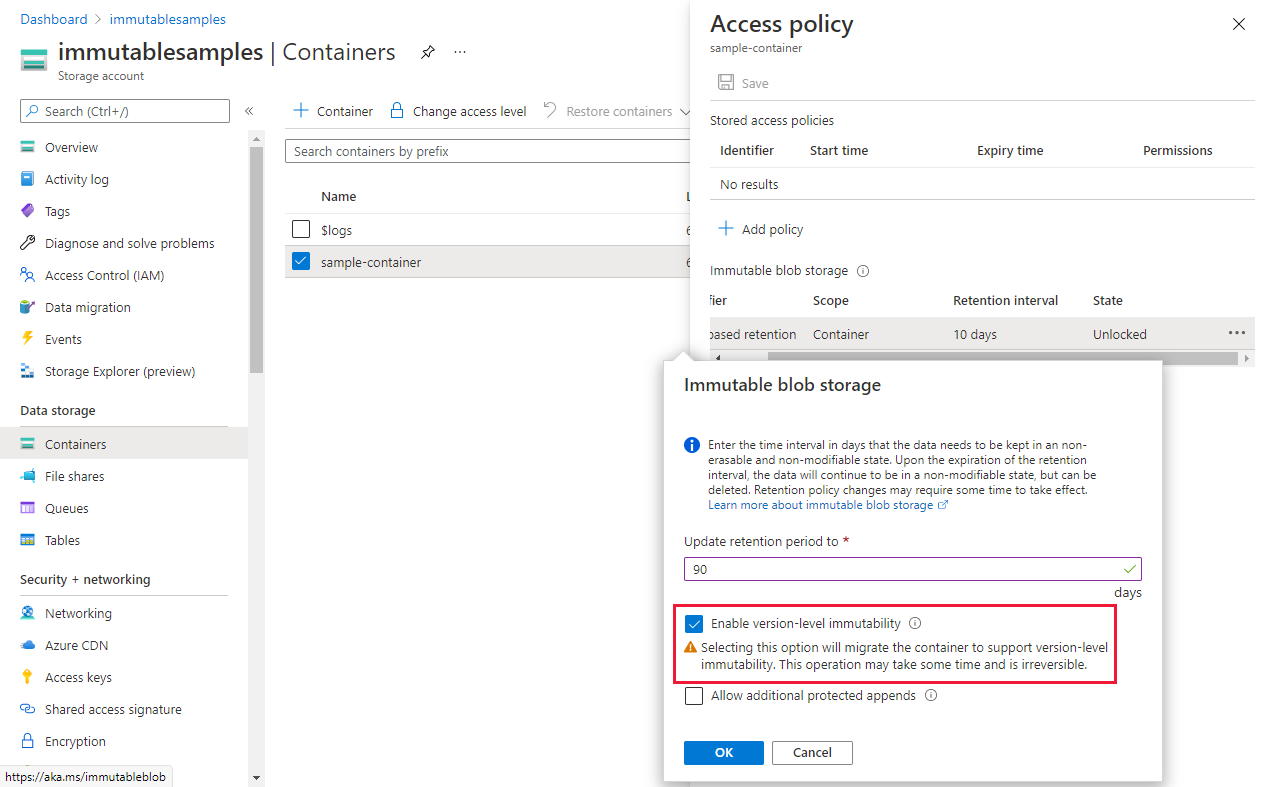 Dashboard > immutablesamples
immutablesamples | Containers
Storage account
Search (Ctrl+/)
Overview
Activity log
Tags
Diagnose and solve problems
Access Control (IAM)
Data migration
Events
Storage Explorer (preview)
Data storage
Containers
File shares
Queues
Tables
Security + networking
Networking
Azure CDN
Access keys
Shared access signature
Encryption
https://aka.ms/immutableblob
Container Change access level Restore containers
Search containers by prefix
Name
$logs
sample-container
Access policy
sample-container
Save
Stored access policies
Identifier Start time Expiry time Permissions
No results
Add policy
Immutable blob storage
Scope Retention interval State
based retention Container 10 days Unlocked
Immutable blob storage
Enter the time interval in days that the data needs to be kept in an non-
erasable and non-modifiable state. Upon the expiration of the retention
interval, the data will continue to be in a non-modifiable state, but can be
deleted. Retention policy changes may require some time to take effect.
Learn more about immutable blob storage
Update retention period to *
90
days
Enable version-level immutability
Selecting this option will migrate the container to support version-level
immutability. This operation may take some time and is irreversible.
Allow additional protected appends
OK Cancel